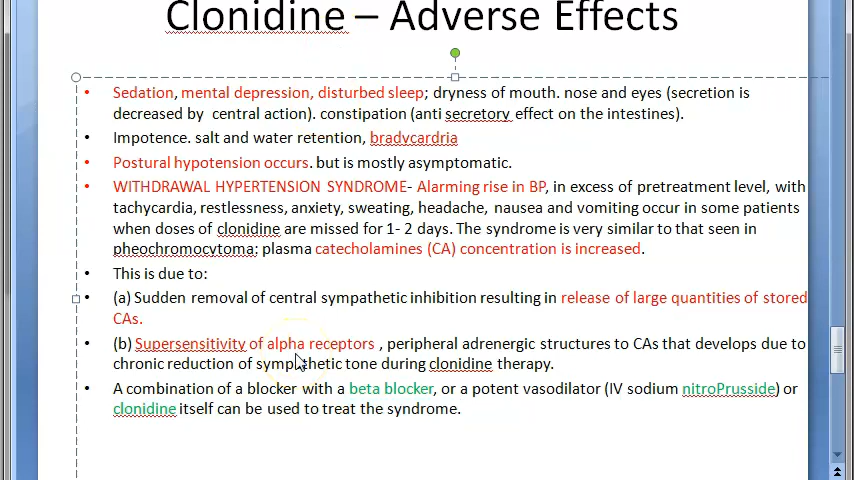 Clonidine – Adverse Effects
• Sedation, mental depression, disturbed sleep; dryness of mouth. nose and eyes (secretion is
decreased by central action). constipation (anti secretory effect on the intestines).
• Impotence. salt and water retention, bradvcardria
• Postural hypotension occurs. but is mostly asymptomatic.
• WITHDRAWAL HYPERTENSION SYNDROME- Alarming rise in BP, in excess of pretreatment level, with
tachycardia, restlessness, anxiety, sweating, headache, nausea and vomiting occur in some patients
when doses of clonidine are missed for 1- 2 days. The syndrome is very similar to that seen in
pheochromocytoma; plasma catecholamines (CA) concentration is increased.
• This is due to:
• (a) Sudden removal of central sympathetic inhibition resulting in release of large quantities of stored
CAs.
• (b) Supersensitivity of alpha receptors , peripheral adrenergic structures to CAs that develops due to
chronic reduction of sympathetic tone during clonidine therapy.
• A combination of a blocker with a beta blocker, or a potent vasodilator (IV sodium nitroPrusside) or
clonidine itself can be used to treat the syndrome.